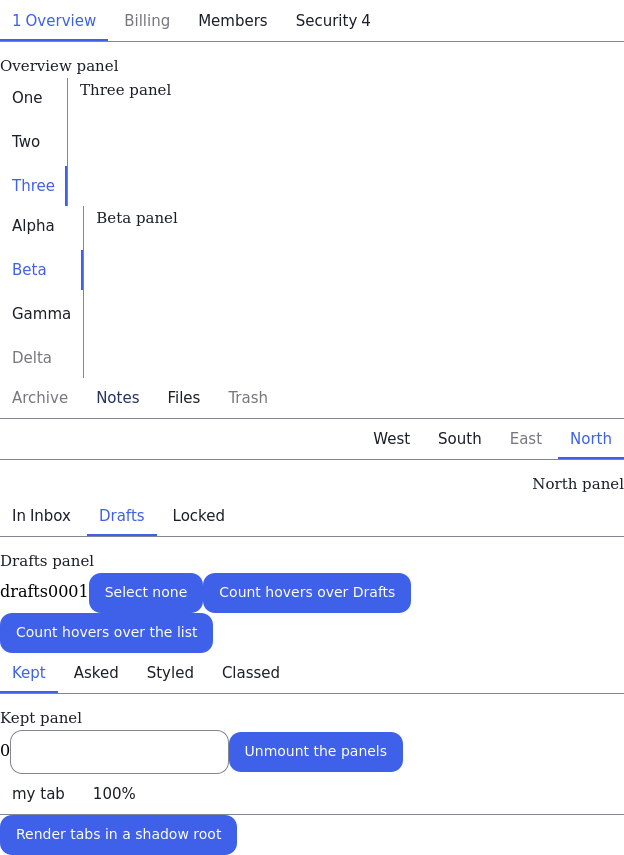 1 Overview Billing Members Security 4
Overview panel
One
Three panel
Two
Three
Alpha
Beta panel
Beta
Gamma
Delta
Archive Notes Files Trash
West South East North
North panel
In Inbox Drafts Locked
Drafts panel
drafts0001 Select none Count hovers over Drafts
Count hovers over the list
Kept Asked Styled Classed
Kept panel
0 Unmount the panels
my tab 100%
Render tabs in a shadow root